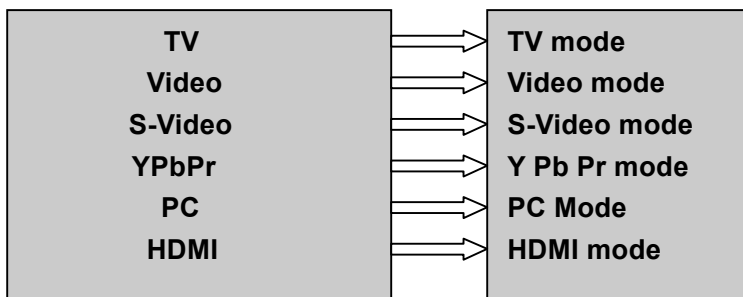 TV
Video
S-Video
YPbPr
PC
HDMI
TV mode
Video mode
S-Video mode
Y Pb Pr mode
PC Mode
HDMI mode